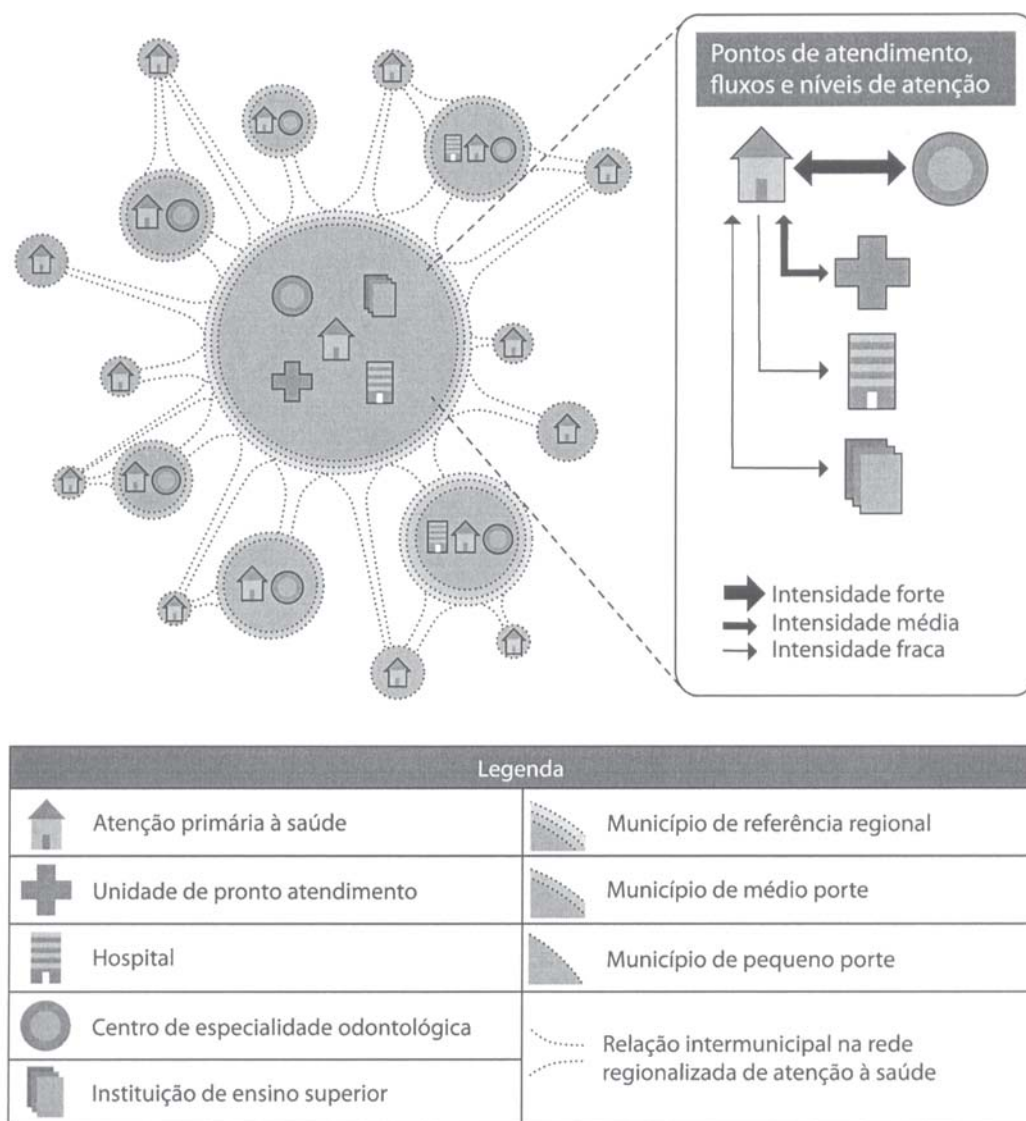 Pontos de atendimento,
fluxos e níveis de atenção
Intensidade forte
Intensidade média
Intensidade fraca
Legenda
Atenção primária à saúde
Município de referência regional
Unidade de pronto atendimento
Município de médio porte
Hospital
Município de pequeno porte
Centro de especialidade odontológica
Relação intermunicipal na rede
regionalizada de atenção à saúde
Instituição de ensino superior